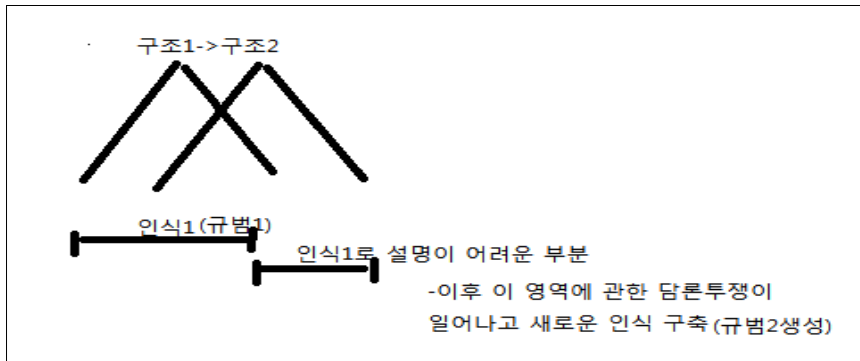 구조1->구조2
인식1(규범1)
인식1로 설명이 어려운 부분
-이후 이 영역에 관한 담론투쟁이
일어나고 새로운 인식 구축(규범2생성)